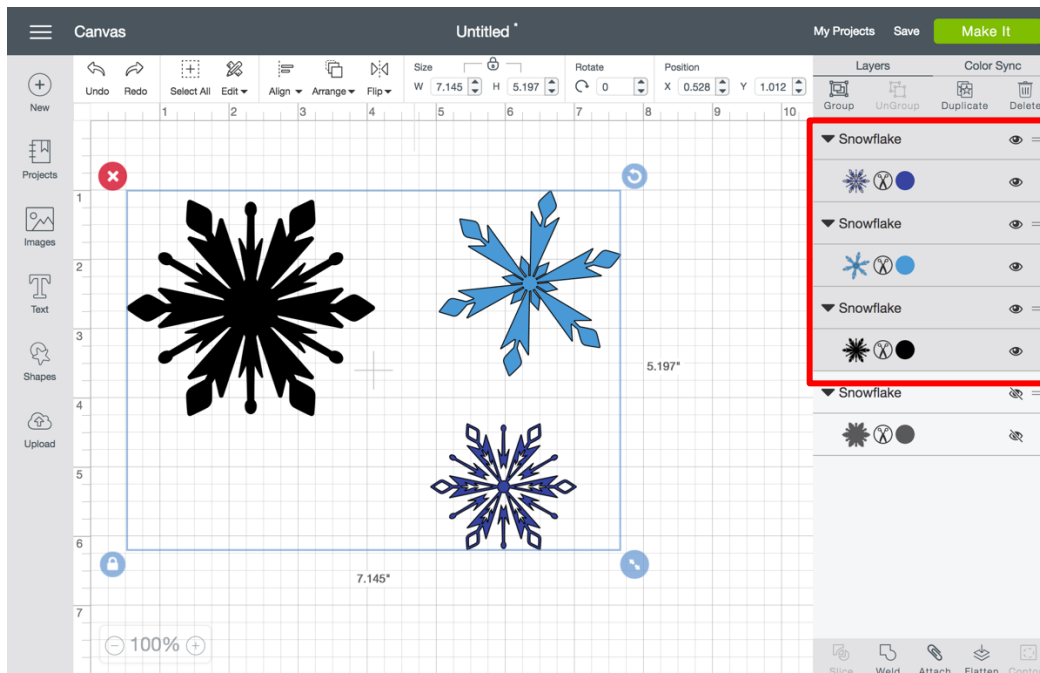 Canvas
Untitled *
My Projects Save Make It
New
Projects
Images
Text
Shapes
Upload
Undo Redo Select All Edit Align Arrange Flip
Size
W 7.145 H 5.197
Rotate
0
Position
X 0.528 Y 1.012
Layers Color Sync
Group UnGroup Duplicate Delete
1 2 3 4 5 6 7 8 9 10
1
2
3
4
5
6
7
5.197"
7.145"
100%
Snowflake
Snowflake
Snowflake
Snowflake
Slice Weld Attach Flatten Contou